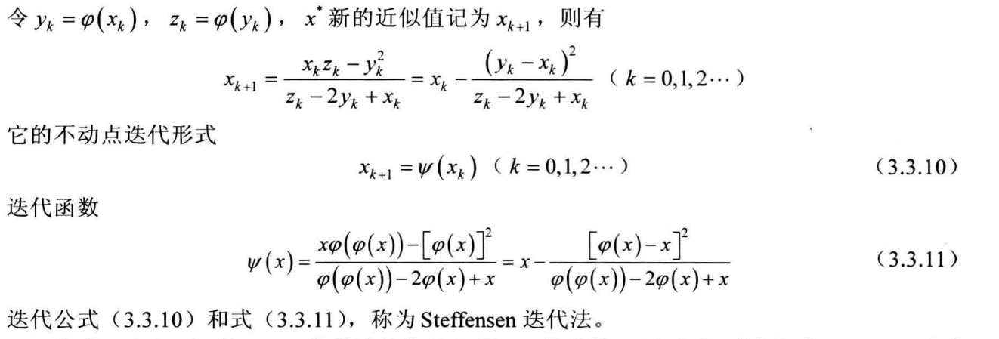 令 $y_k = \varphi(x_k)$，$z_k = \varphi(y_k)$，$x^*$ 新的近似值记为 $x_{k+1}$，则有
$x_{k+1} = \frac{x_k z_k - y_k^2}{z_k - 2y_k + x_k} = x_k - \frac{(y_k - x_k)^2}{z_k - 2y_k + x_k}$（$k = 0,1,2\cdots$）
它的不动点迭代形式
$x_{k+1} = \psi(x_k)$（$k = 0,1,2\cdots$）（3.3.10）
迭代函数
$\psi(x) = \frac{x\varphi(\varphi(x)) - [\varphi(x)]^2}{\varphi(\varphi(x)) - 2\varphi(x) + x} = x - \frac{[\varphi(x) - x]^2}{\varphi(\varphi(x)) - 2\varphi(x) + x}$（3.3.11）
迭代公式（3.3.10）和式（3.3.11），称为 Steffensen 迭代法。